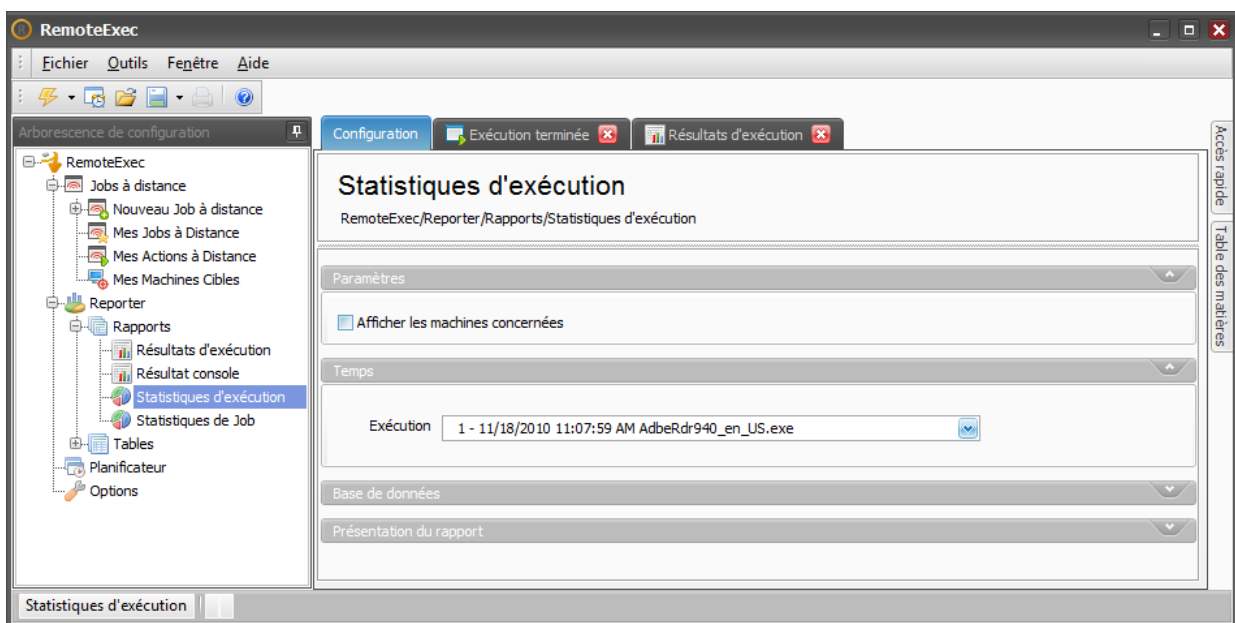 RemoteExec
Fichier Outils Fenêtre Aide
Arborescence de configuration
RemoteExec
Jobs à distance
Nouveau Job à distance
Mes Jobs à Distance
Mes Actions à Distance
Mes Machines Cibles
Reporter
Rapports
Résultats d'exécution
Résultat console
Statistiques d'exécution
Statistiques de Job
Tables
Planificateur
Options
Configuration
Exécution terminée
Résultats d'exécution
Statistiques d'exécution
RemoteExec/Reporter/Rapports/Statistiques d'exécution
Paramètres
Afficher les machines concernées
Temps
Exécution 1 - 11/18/2010 11:07:59 AM AdbeRdr940_en_US.exe
Base de données
Présentation du rapport
Accès rapide
Table des matières
Statistiques d'exécution